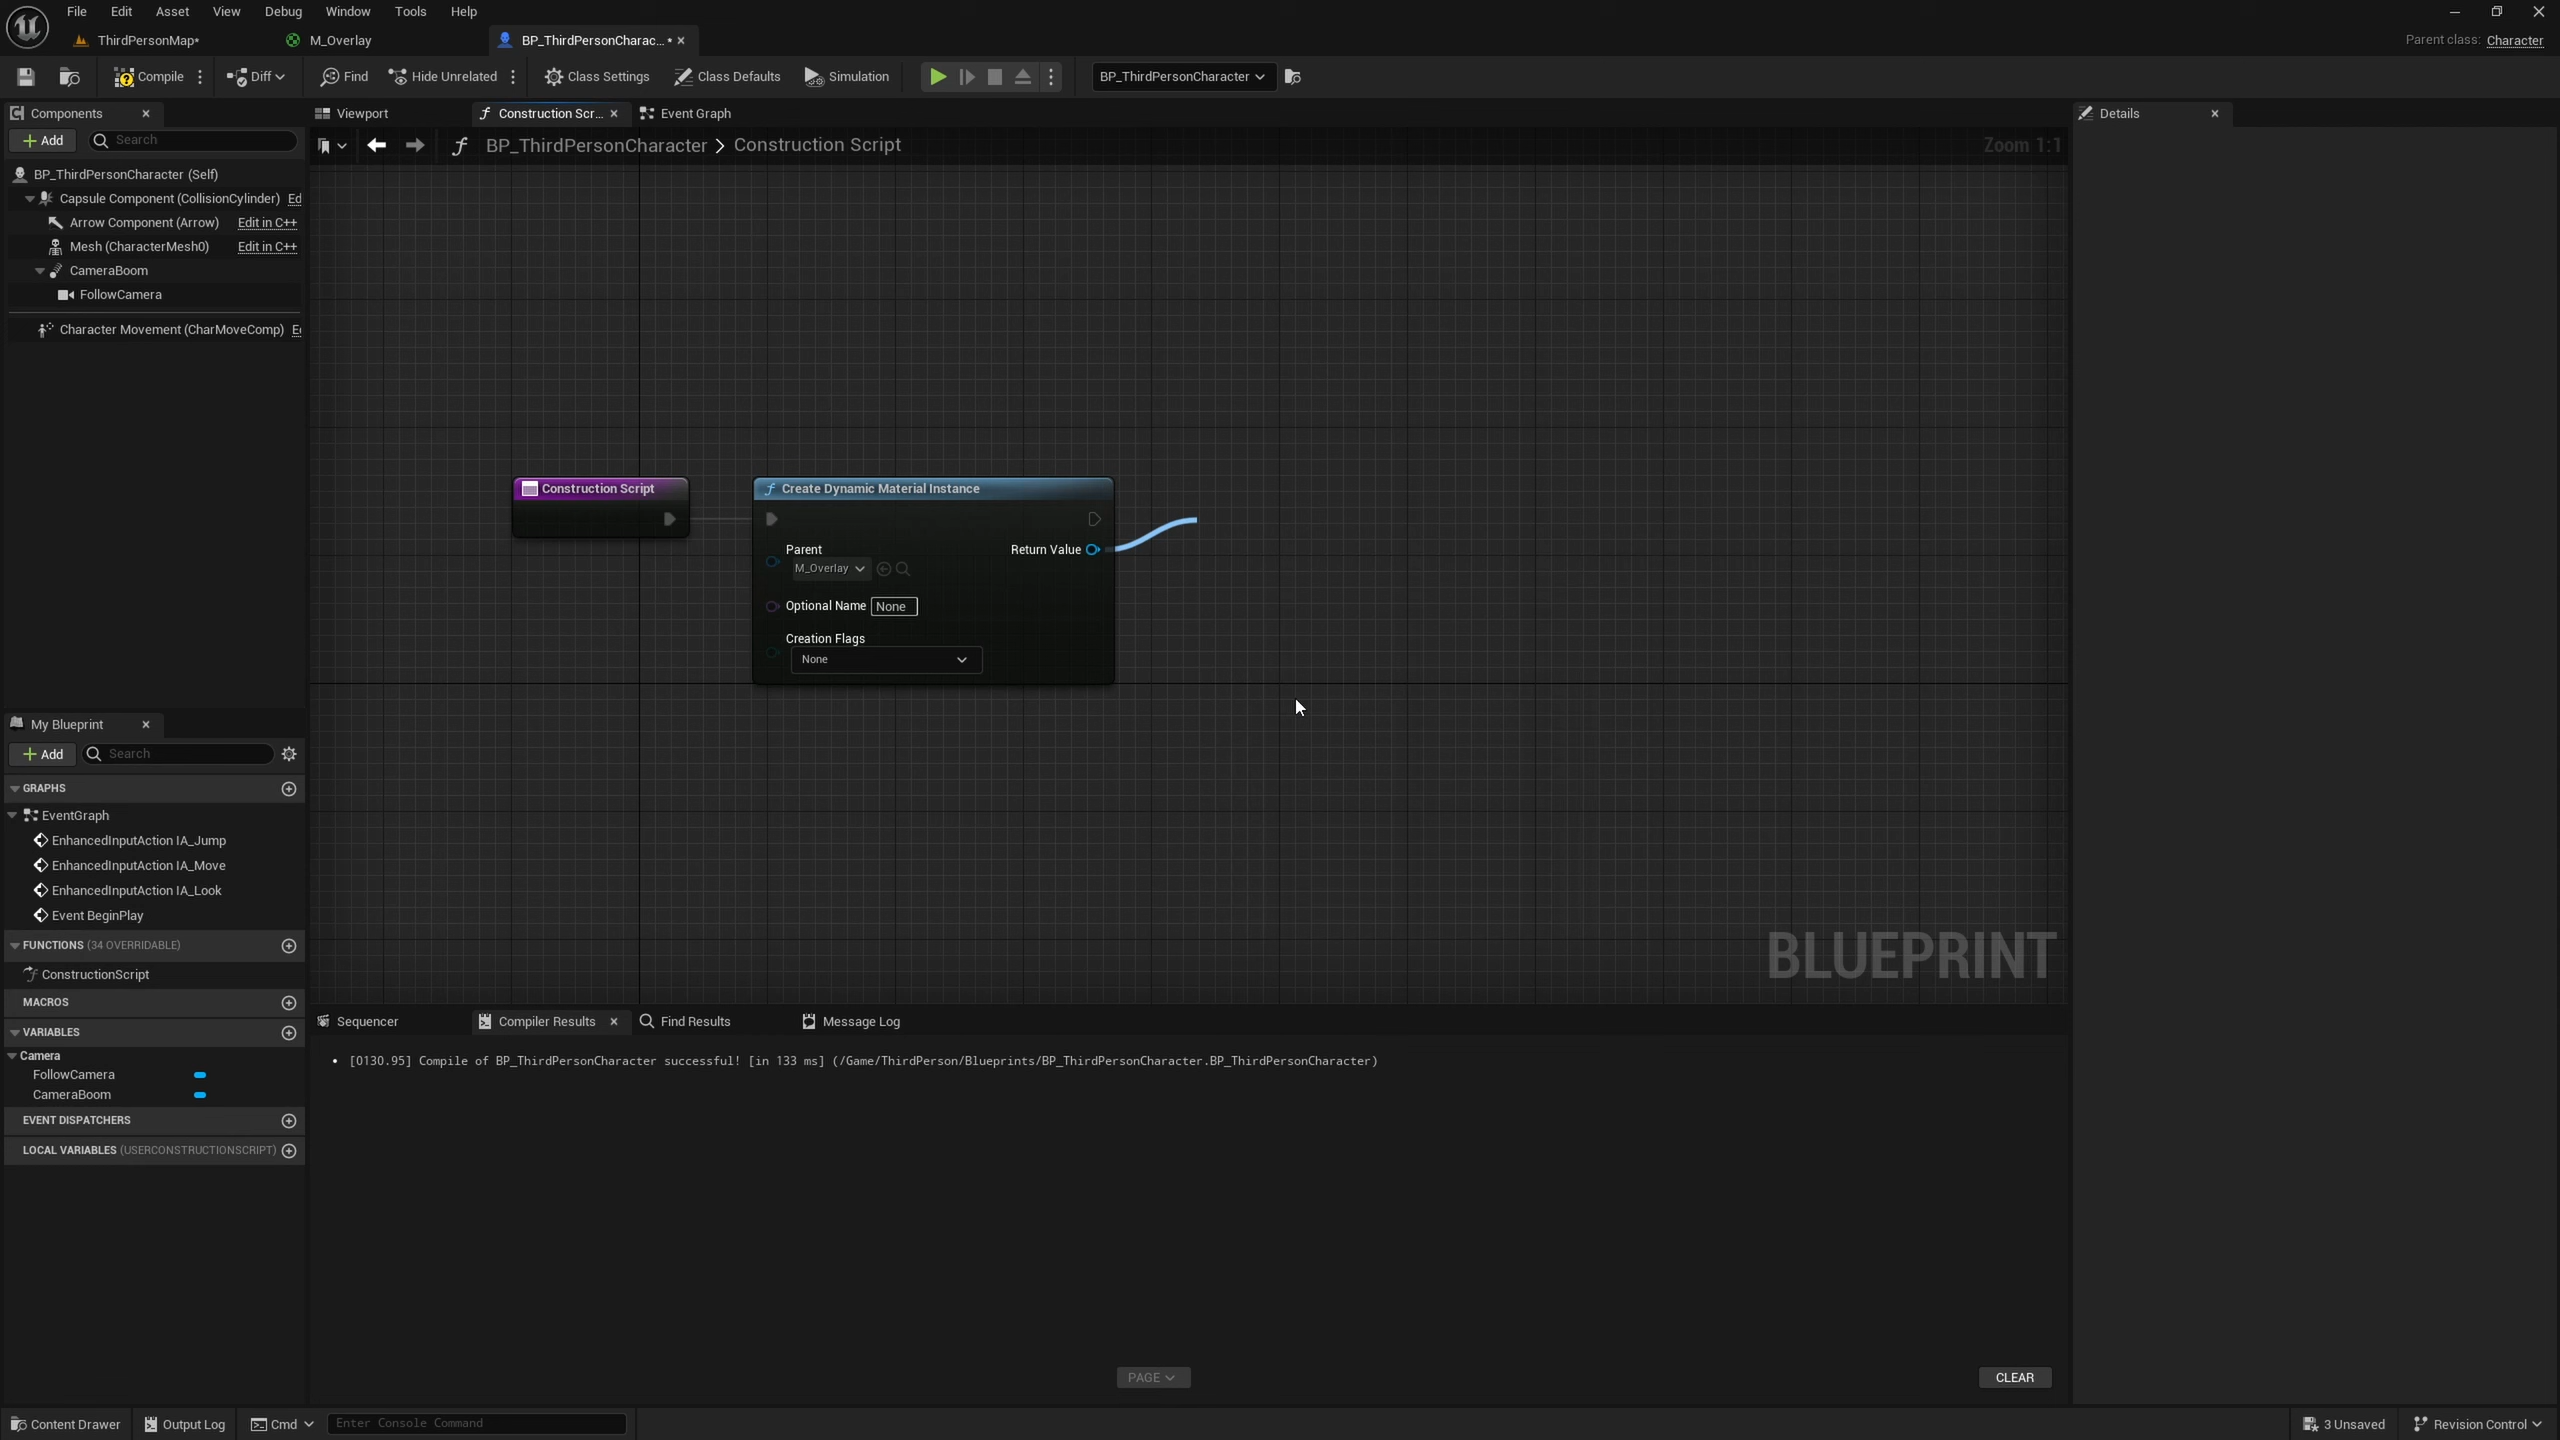 File Edit Asset View Debug Window Tools Help
ThirdPersonMap* M_Overlay BP_ThirdPersonCharac... *
Parent class: Character
Compile Diff Find Hide Unrelated Class Settings Class Defaults Simulation BP_ThirdPersonCharacter
Components
Add Search
BP_ThirdPersonCharacter (Self)
Capsule Component (CollisionCylinder) Ed
Arrow Component (Arrow) Edit in C++
Mesh (CharacterMesh0) Edit in C++
CameraBoom
FollowCamera
Character Movement (CharMoveComp) E
Viewport Construction Scr... Event Graph
BP_ThirdPersonCharacter > Construction Script
Zoom 1:1
Construction Script
Create Dynamic Material Instance
Parent
Return Value
M_Overlay
Optional Name None
Creation Flags
None
BLUEPRINT
Details
My Blueprint
Add Search
GRAPHS
EventGraph
EnhancedInputAction IA_Jump
EnhancedInputAction IA_Move
EnhancedInputAction IA_Look
Event BeginPlay
FUNCTIONS (34 OVERRIDABLE)
ConstructionScript
MACROS
VARIABLES
Camera
FollowCamera
CameraBoom
EVENT DISPATCHERS
LOCAL VARIABLES (USERCONSTRUCTIONSCRIPT)
Sequencer Compiler Results Find Results Message Log
• [0130.95] Compile of BP_ThirdPersonCharacter successful! [in 133 ms] (/Game/ThirdPerson/Blueprints/BP_ThirdPersonCharacter.BP_ThirdPersonCharacter)
PAGE
CLEAR
Content Drawer Output Log Cmd Enter Console Command
3 Unsaved Revision Control